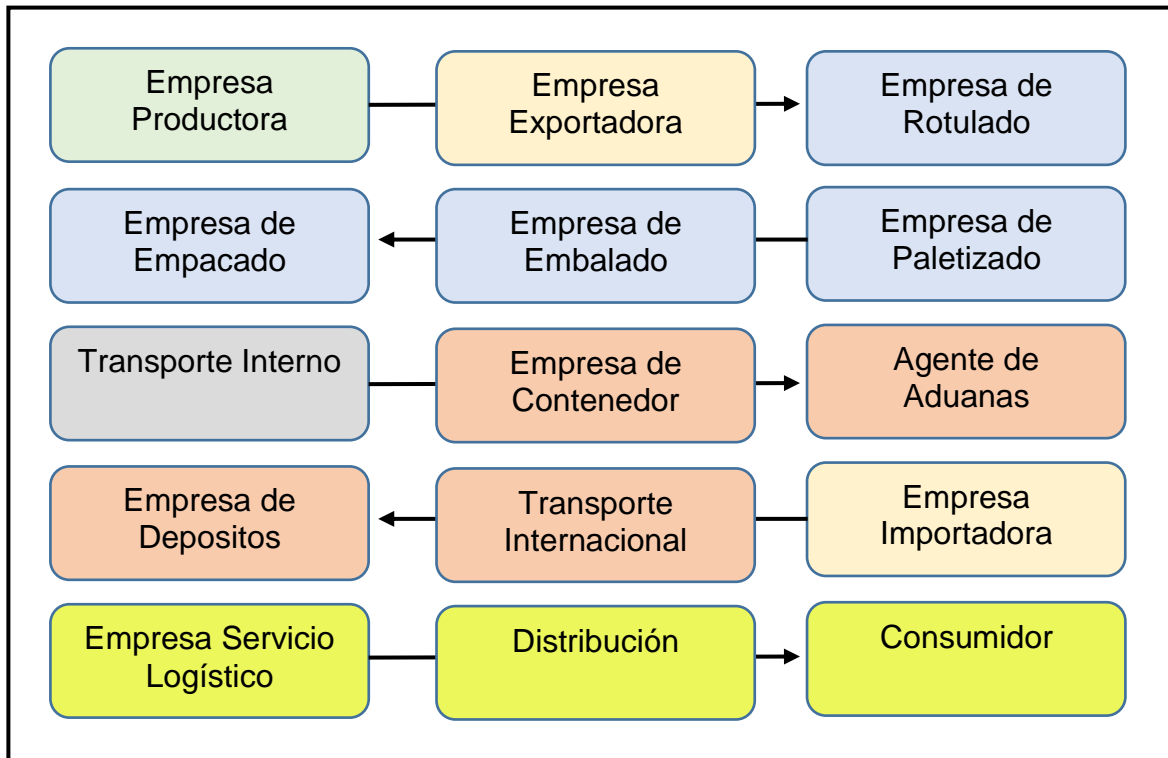 Empresa
Productora
Empresa
Exportadora
Empresa de
Rotulado
Empresa de
Empacado
Empresa de
Embalado
Empresa de
Paletizado
Transporte Interno
Empresa de
Contenedor
Agente de
Aduanas
Empresa de
Depositos
Transporte
Internacional
Empresa
Importadora
Empresa Servicio
Logístico
Distribución
Consumidor